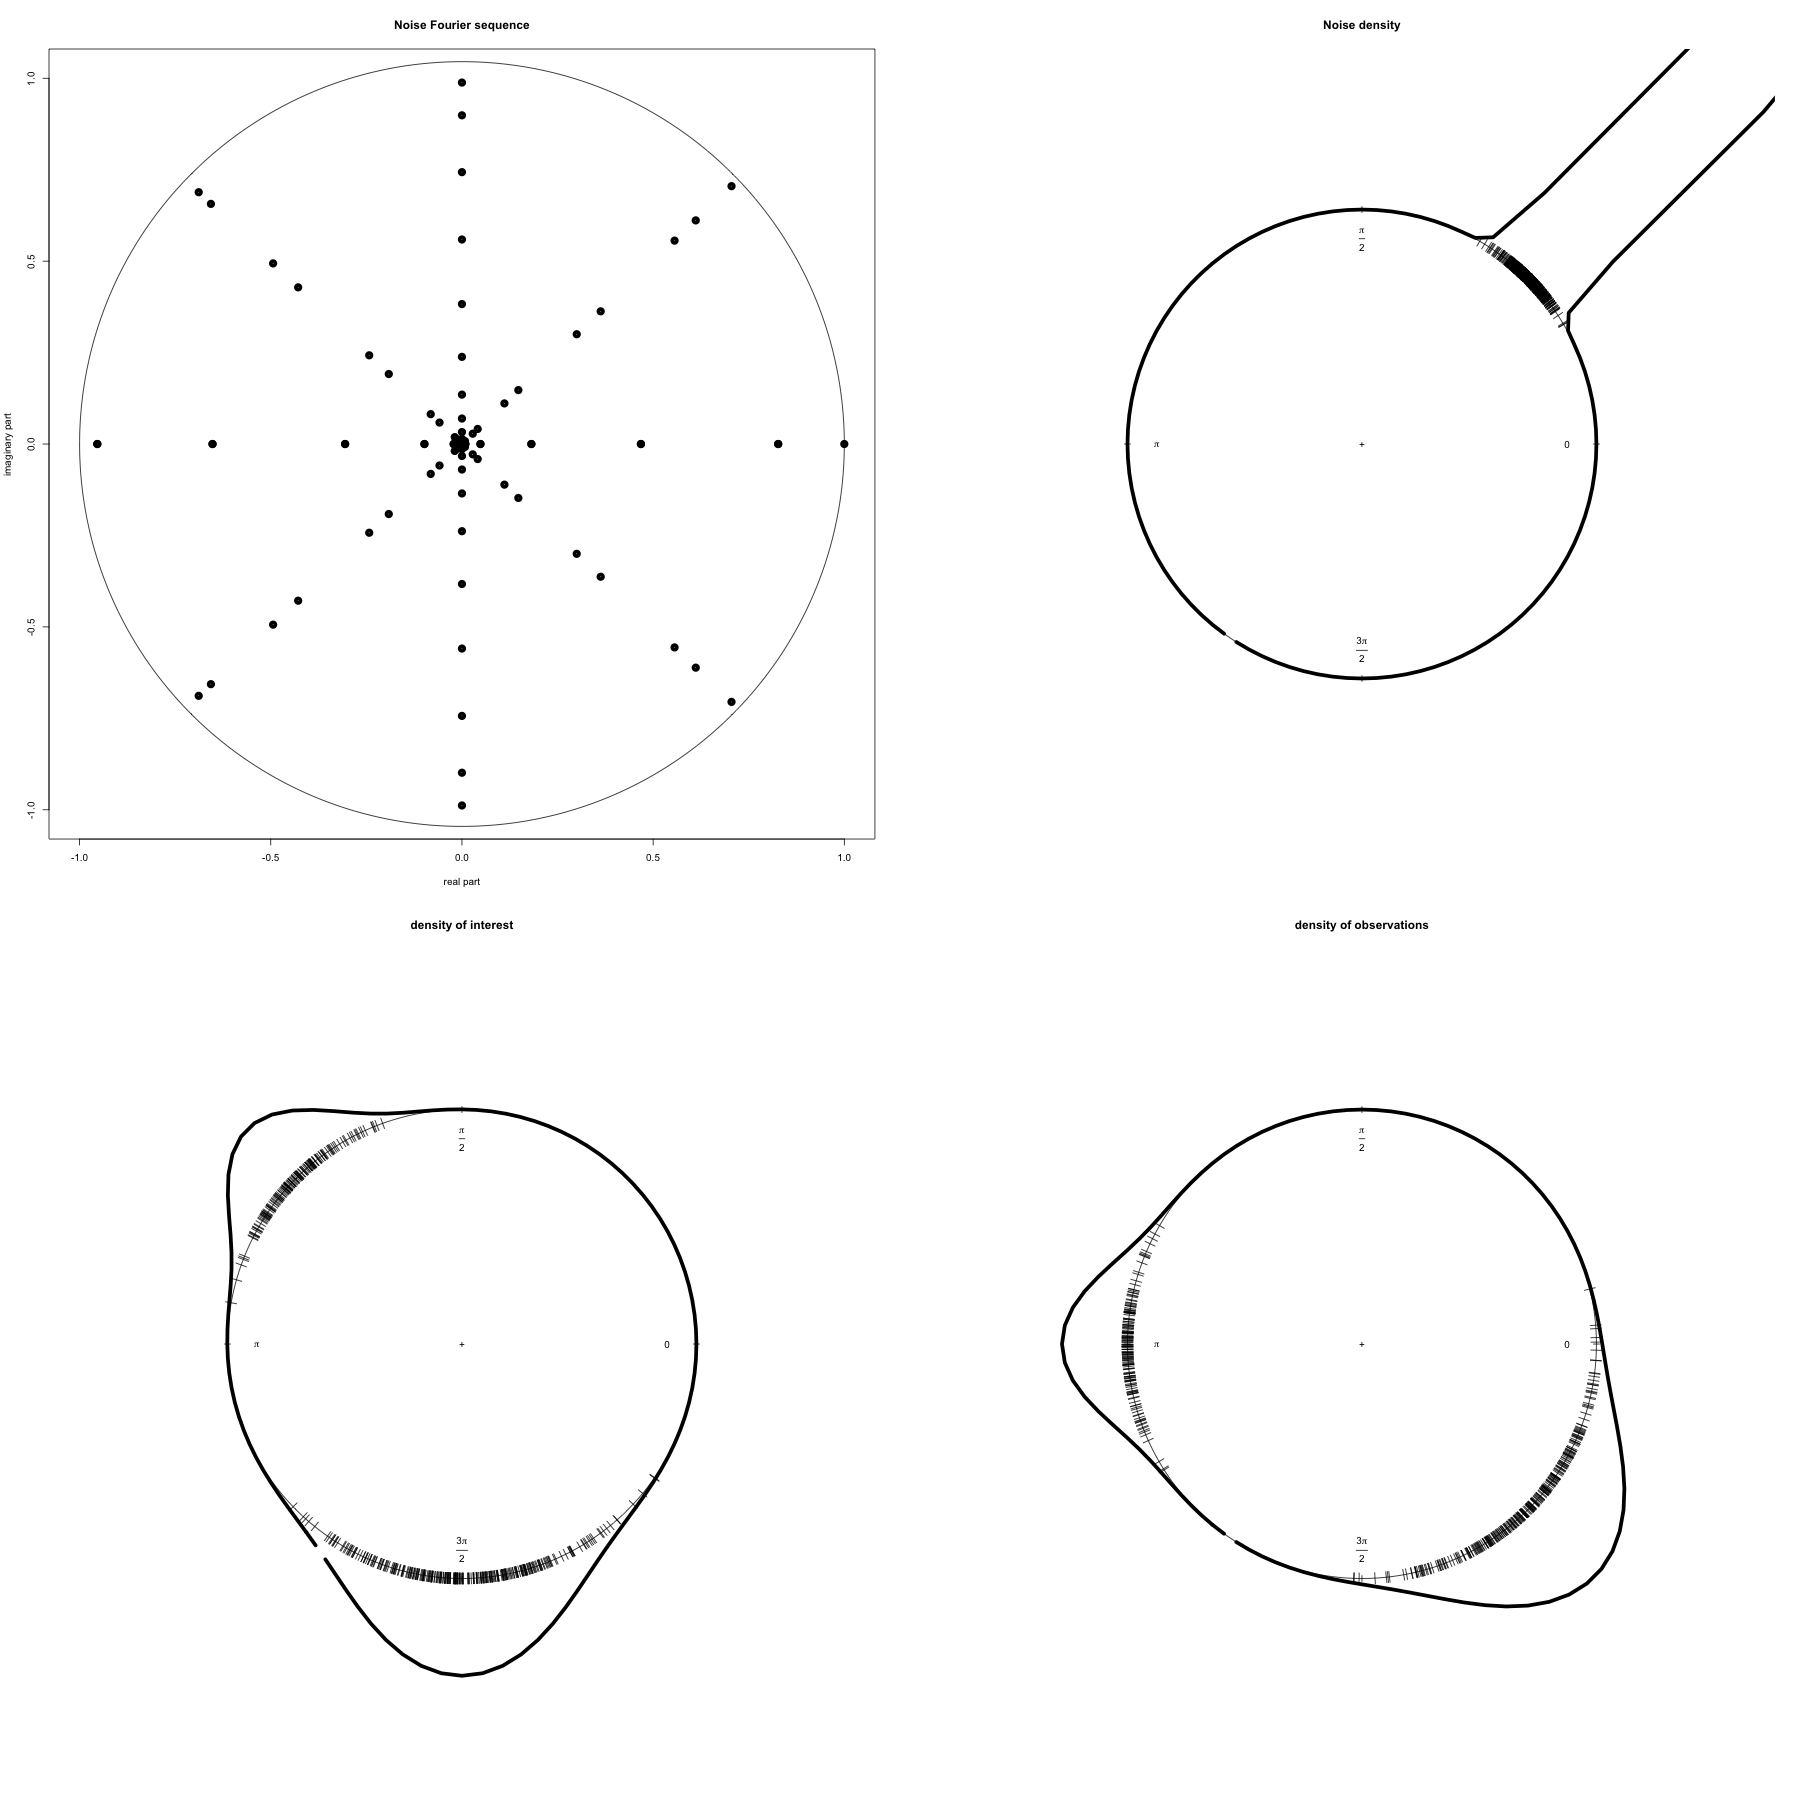 Noise Fourier sequence
1.0
0.5
0.0
-0.5
-1.0
imaginary part
-1.0 -0.5 0.0 0.5 1.0
real part
Noise density
π
2
π + 0
3π
2
density of interest
π
2
π + 0
3π
2
density of observations
π
2
π + 0
3π
2